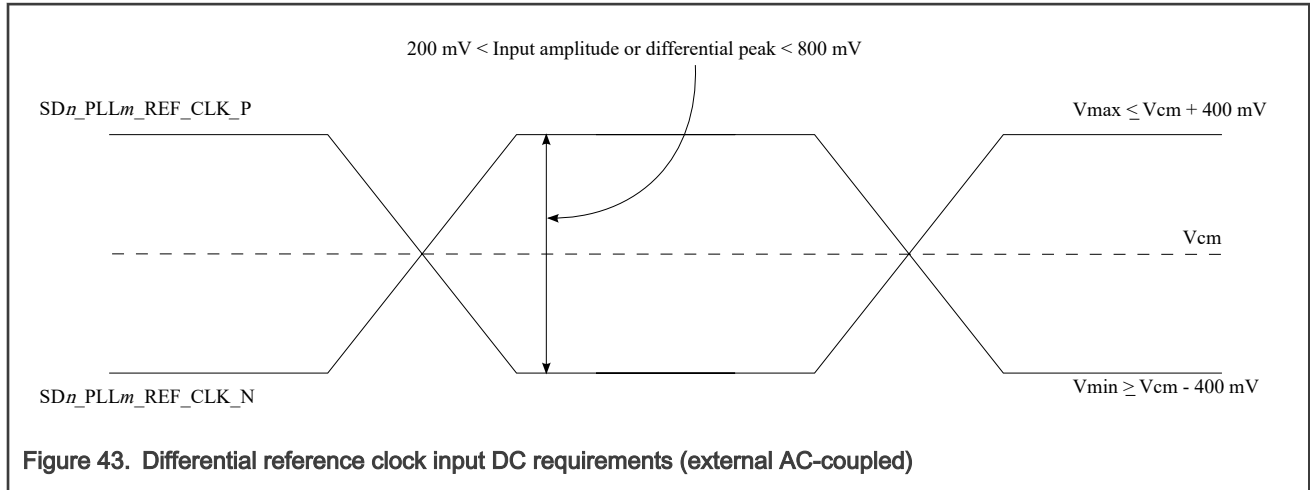 200 mV < Input amplitude or differential peak < 800 mV
SDn_PLLm_REF_CLK_P
Vmax ≤ Vcm + 400 mV
Vcm
SDn_PLLm_REF_CLK_N
Vmin ≥ Vcm - 400 mV
Figure 43. Differential reference clock input DC requirements (external AC-coupled)